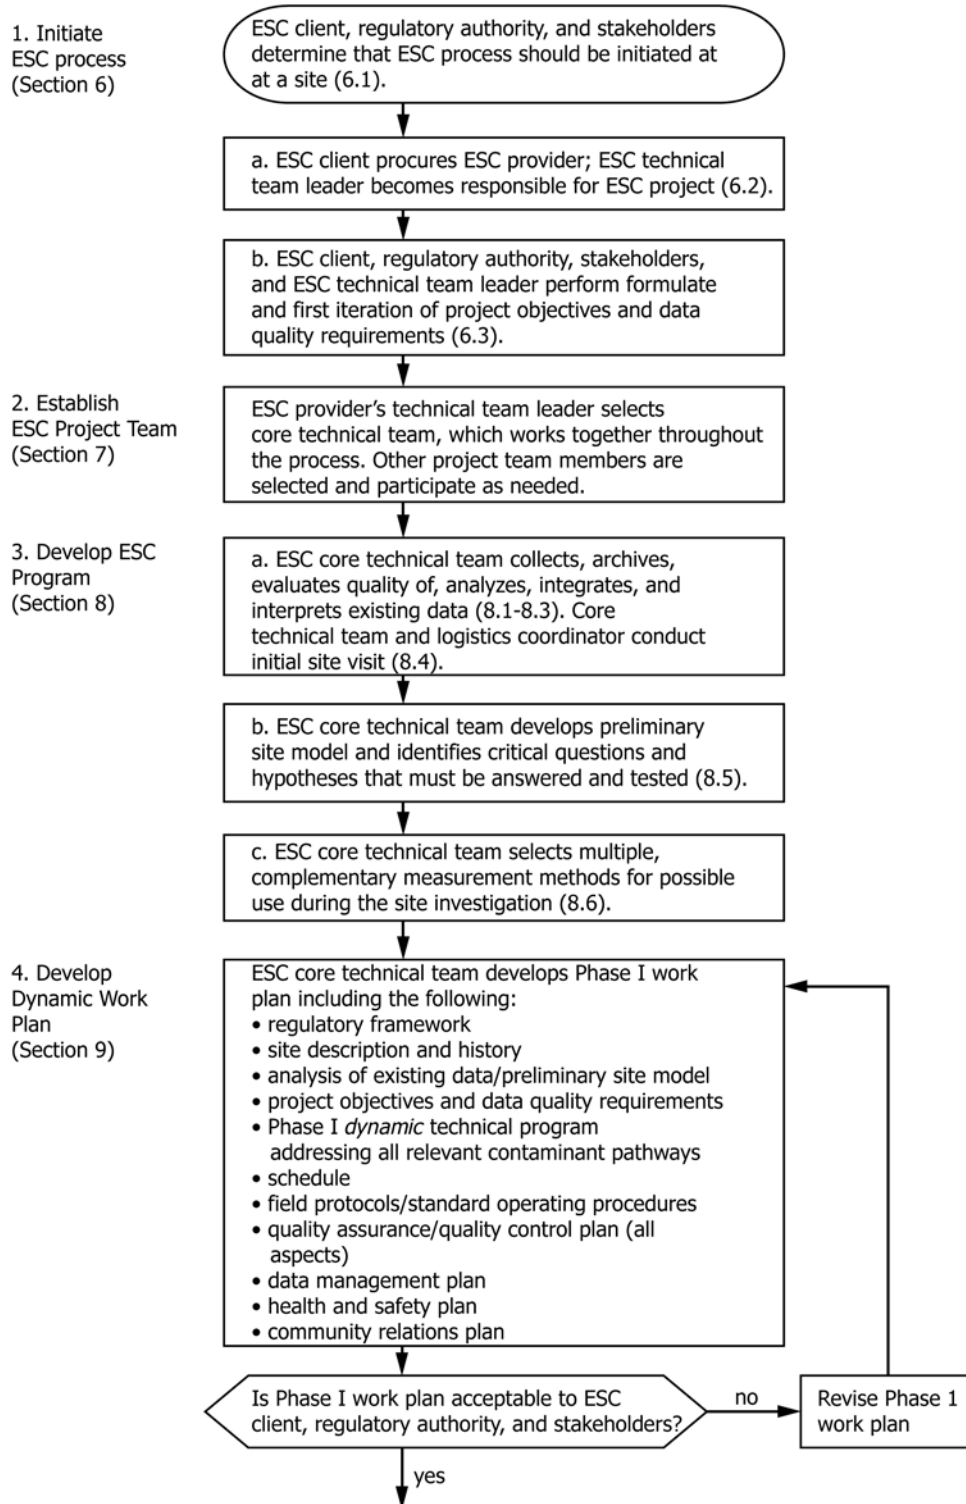 1. Initiate
ESC process
(Section 6)
ESC client, regulatory authority, and stakeholders
determine that ESC process should be initiated at
at a site (6.1).
a. ESC client procures ESC provider; ESC technical
team leader becomes responsible for ESC project (6.2).
b. ESC client, regulatory authority, stakeholders,
and ESC technical team leader perform formulate
and first iteration of project objectives and data
quality requirements (6.3).
2. Establish
ESC Project Team
(Section 7)
ESC provider’s technical team leader selects
core technical team, which works together throughout
the process. Other project team members are
selected and participate as needed.
3. Develop ESC
Program
(Section 8)
a. ESC core technical team collects, archives,
evaluates quality of, analyzes, integrates, and
interprets existing data (8.1-8.3). Core
technical team and logistics coordinator conduct
initial site visit (8.4).
b. ESC core technical team develops preliminary
site model and identifies critical questions and
hypotheses that must be answered and tested (8.5).
c. ESC core technical team selects multiple,
complementary measurement methods for possible
use during the site investigation (8.6).
4. Develop
Dynamic Work
Plan
(Section 9)
ESC core technical team develops Phase I work
plan including the following:
• regulatory framework
• site description and history
• analysis of existing data/preliminary site model
• project objectives and data quality requirements
• Phase I dynamic technical program
addressing all relevant contaminant pathways
• schedule
• field protocols/standard operating procedures
• quality assurance/quality control plan (all
aspects)
• data management plan
• health and safety plan
• community relations plan
Is Phase I work plan acceptable to ESC
client, regulatory authority, and stakeholders?
no
Revise Phase 1
work plan
yes